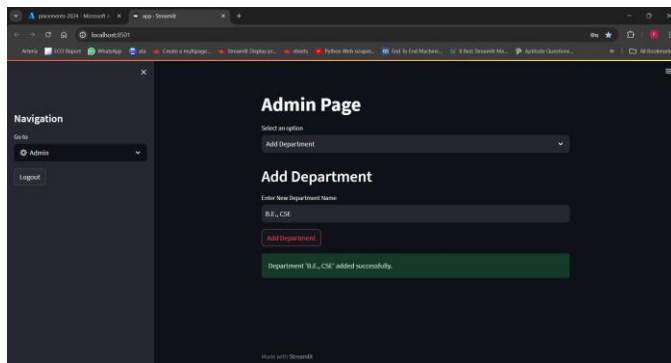 placements-2024 - Microsoft A
app · Streamlit
localhost:8501
Arteria
ECO Report
WhatsApp
Create a multipage...
Streamlit Display pr...
sheets
Python Web scrapin...
End To End Machine...
8 Best Streamlit Ma...
Aptitude Questions...
All Bookmarks
Admin Page
Select an option
Add Department
Navigation
Go to
Admin
Logout
Add Department
Enter New Department Name
B.E., CSE
Add Department
Department 'B.E., CSE' added successfully.
Made with Streamlit